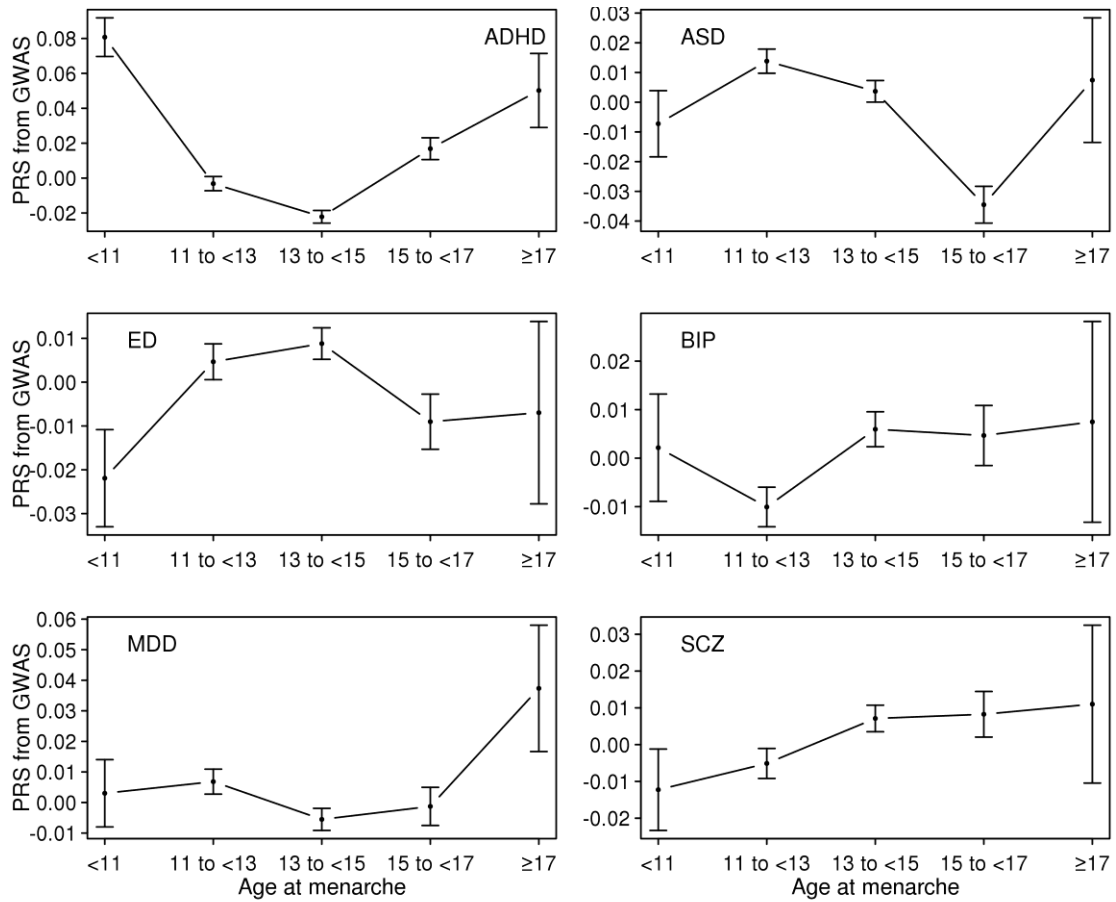 ADHD
PRS from GWAS
0.08
0.06
0.04
0.02
0.00
-0.02
<11 11 to <13 13 to <15 15 to <17 ≥17
ASD
0.03
0.02
0.01
0.00
-0.01
-0.02
-0.03
-0.04
<11 11 to <13 13 to <15 15 to <17 ≥17
ED
PRS from GWAS
0.01
0.00
-0.01
-0.02
-0.03
<11 11 to <13 13 to <15 15 to <17 ≥17
BIP
0.02
0.01
0.00
-0.01
<11 11 to <13 13 to <15 15 to <17 ≥17
MDD
PRS from GWAS
0.06
0.05
0.04
0.03
0.02
0.01
0.00
-0.01
<11 11 to <13 13 to <15 15 to <17 ≥17
Age at menarche
SCZ
0.03
0.02
0.01
0.00
-0.01
-0.02
<11 11 to <13 13 to <15 15 to <17 ≥17
Age at menarche